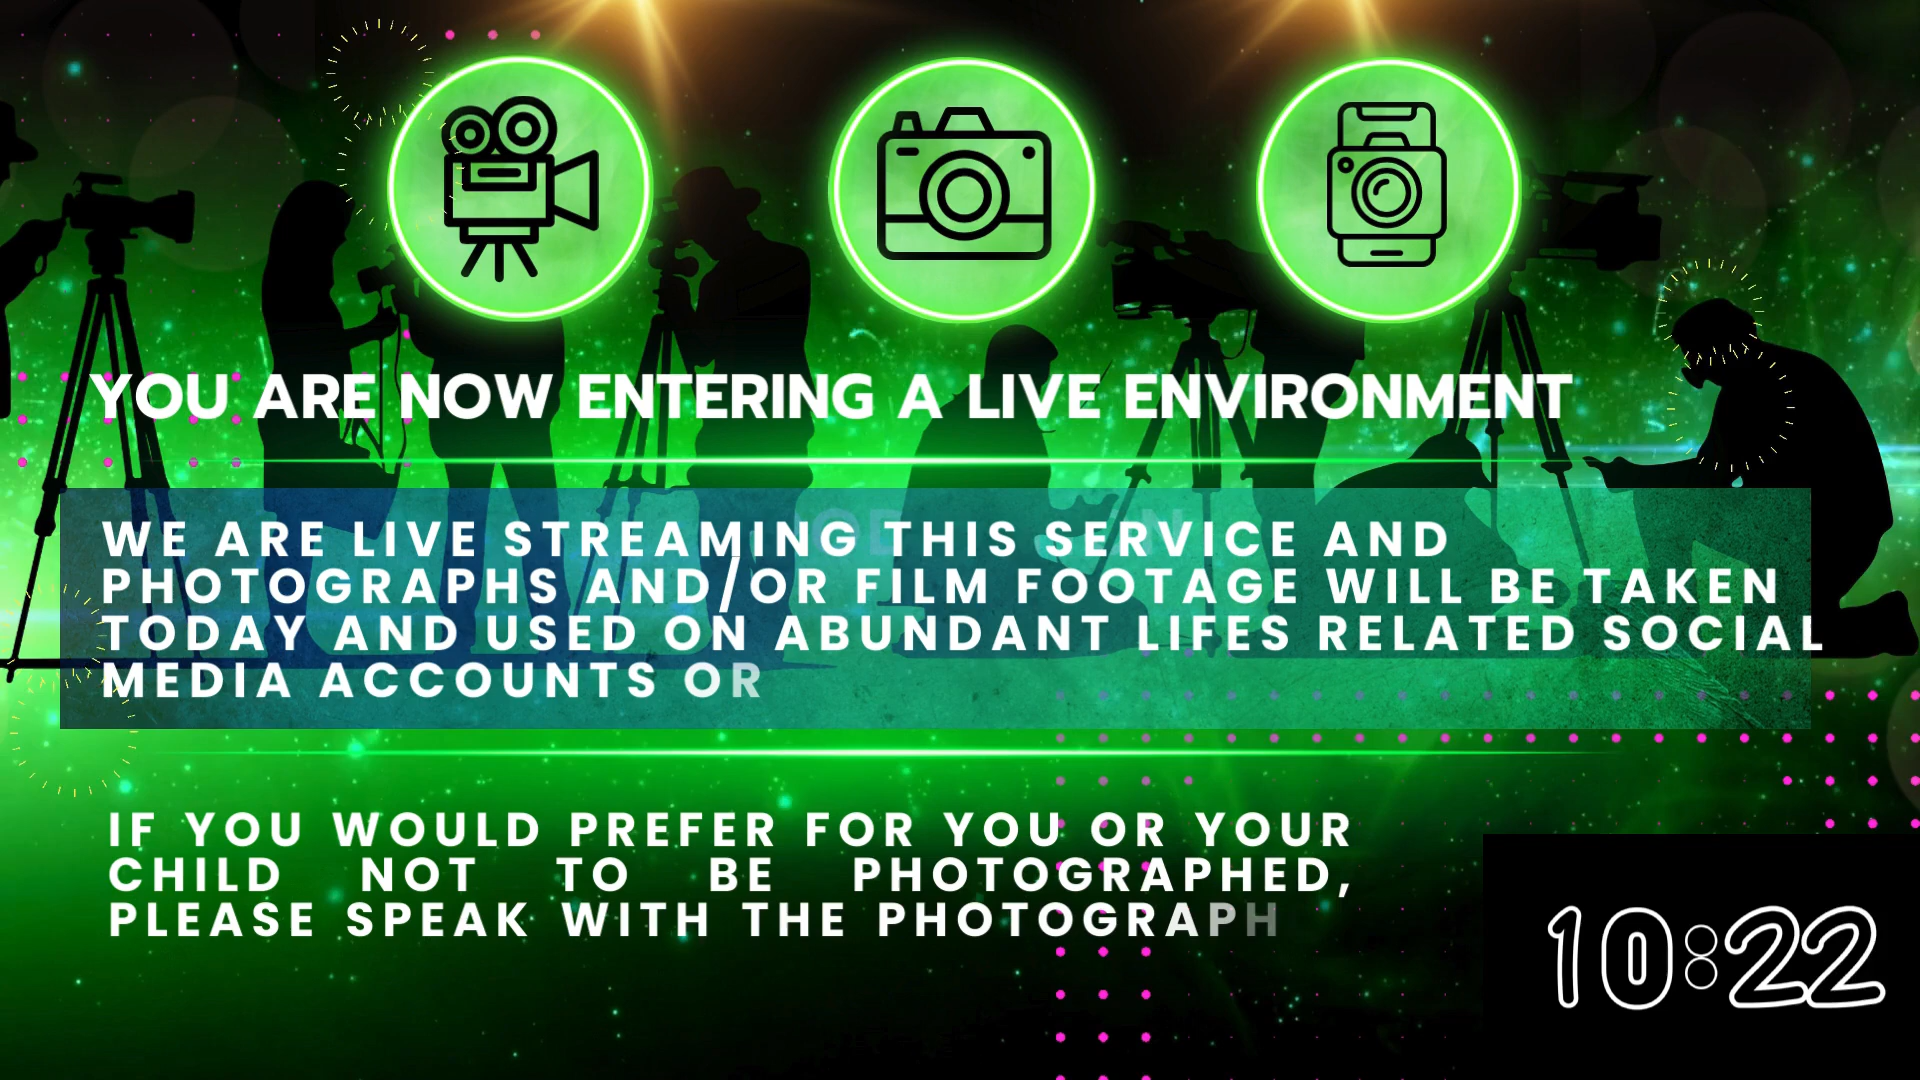 YOU ARE NOW ENTERING A LIVE ENVIRONMENT
WE ARE LIVE STREAMING THIS SERVICE AND
PHOTOGRAPHS AND/OR FILM FOOTAGE WILL BE TAKEN
TODAY AND USED ON ABUNDANT LIFES RELATED SOCIAL
MEDIA ACCOUNTS OR
IF YOU WOULD PREFER FOR YOU OR YOUR
CHILD NOT TO BE PHOTOGRAPHED,
PLEASE SPEAK WITH THE PHOTOGRAPH
10:22